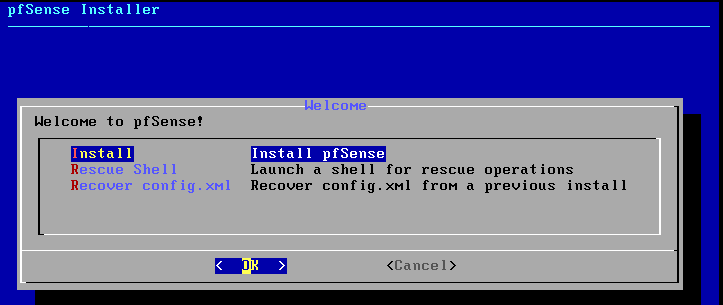 pfSense Installer
Welcome
Welcome to pfSense!
Install Install pfSense
Rescue Shell Launch a shell for rescue operations
Recover config.xml Recover config.xml from a previous install
< OK > <Cancel>